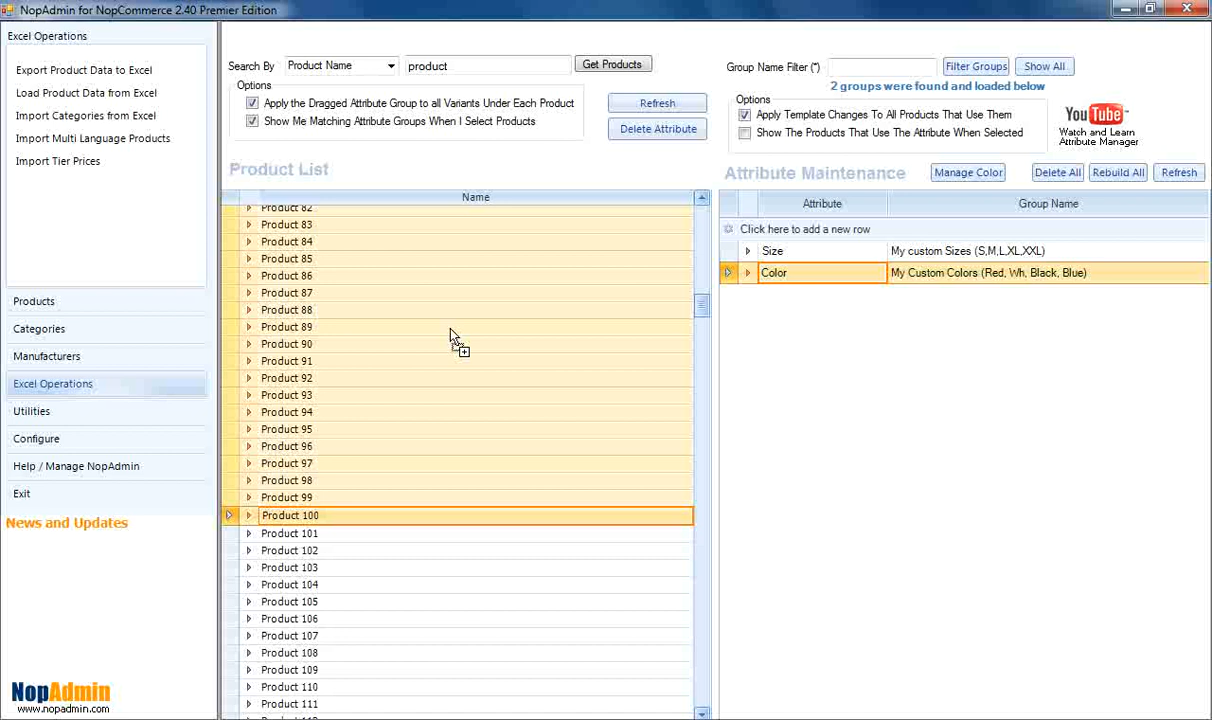 NopAdmin for NopCommerce 2.40 Premier Edition
Excel Operations
Export Product Data to Excel
Load Product Data from Excel
Import Categories from Excel
Import Multi Language Products
Import Tier Prices
Products
Categories
Manufacturers
Excel Operations
Utilities
Configure
Help / Manage NopAdmin
Exit
News and Updates
NopAdmin
www.nopadmin.com
Search By
Product Name
product
Get Products
Options
Apply the Dragged Attribute Group to all Variants Under Each Product
Show Me Matching Attribute Groups When I Select Products
Refresh
Delete Attribute
Product List
Name
Product 82
Product 83
Product 84
Product 85
Product 86
Product 87
Product 88
Product 89
Product 90
Product 91
Product 92
Product 93
Product 94
Product 95
Product 96
Product 97
Product 98
Product 99
Product 100
Product 101
Product 102
Product 103
Product 104
Product 105
Product 106
Product 107
Product 108
Product 109
Product 110
Product 111
Group Name Filter (*)
Filter Groups
Show All
2 groups were found and loaded below
Options
Apply Template Changes To All Products That Use Them
Show The Products That Use The Attribute When Selected
YouTube
Watch and Learn
Attribute Manager
Attribute Maintenance
Manage Color
Delete All
Rebuild All
Refresh
Attribute Group Name
Click here to add a new row
Size My custom Sizes (S,M,L,XL,XXL)
Color My Custom Colors (Red, Wh, Black, Blue)